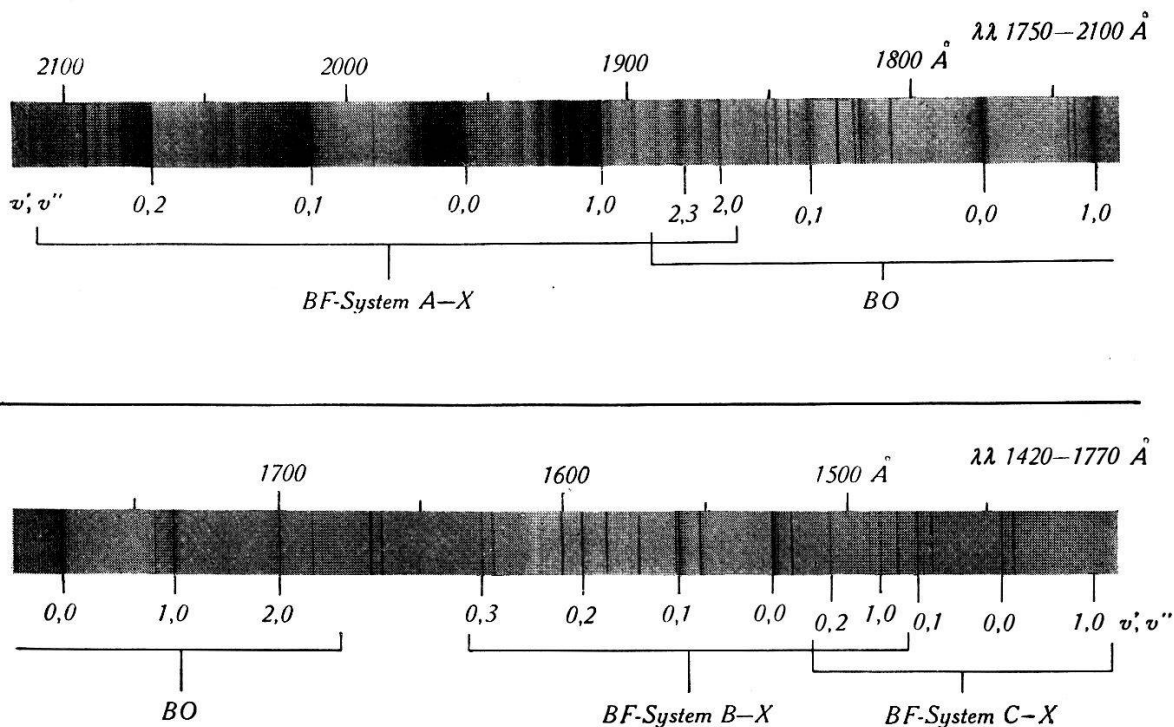 λλ 1750–2100 Å
2100 2000 1900 1800 Å
v', v'' 0,2 0,1 0,0 1,0 2,3 2,0 0,1 0,0 1,0
BF-System A–X BO
λλ 1420–1770 Å
1700 1600 1500 Å
0,0 1,0 2,0 0,3 0,2 0,1 0,0 0,2 1,0 0,1 0,0 1,0 v', v''
BO BF-System B–X BF-System C–X